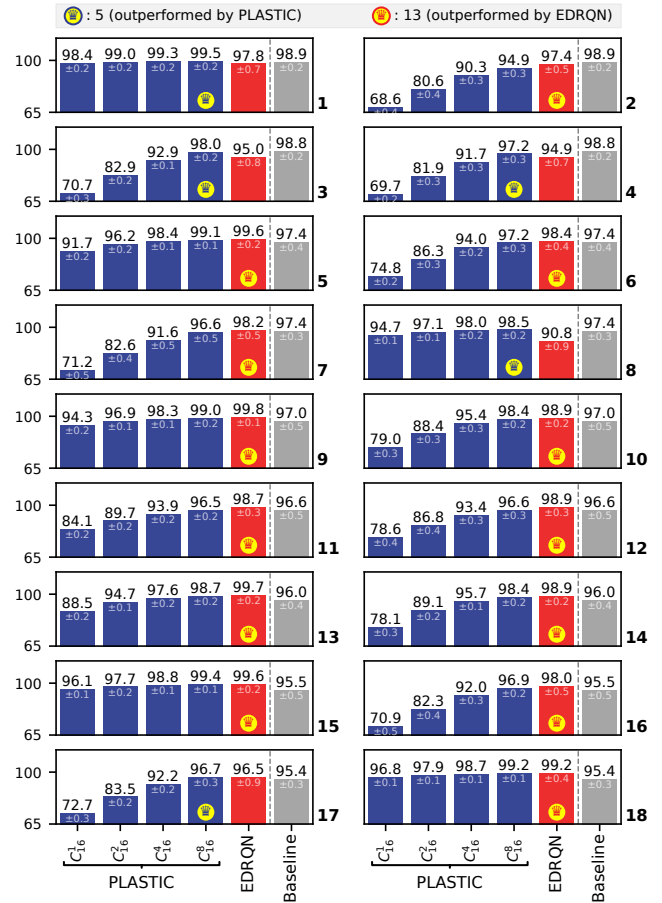 : 5 (outperformed by PLASTIC) : 13 (outperformed by EDRQN)
100
65
98.4 99.0 99.3 99.5 97.8 98.9
±0.2 ±0.2 ±0.2 ±0.2 ±0.7 ±0.2
1
68.6 80.6 90.3 94.9 97.4 98.9
±0.4 ±0.4 ±0.3 ±0.3 ±0.5 ±0.2
2
100
65
70.7 82.9 92.9 98.0 95.0 98.8
±0.3 ±0.2 ±0.1 ±0.2 ±0.8 ±0.2
3
69.7 81.9 91.7 97.2 94.9 98.8
±0.2 ±0.3 ±0.3 ±0.3 ±0.7 ±0.2
4
100
65
91.7 96.2 98.4 99.1 99.6 97.4
±0.2 ±0.2 ±0.1 ±0.1 ±0.2 ±0.4
5
74.8 86.3 94.0 97.2 98.4 97.4
±0.2 ±0.3 ±0.2 ±0.3 ±0.4 ±0.4
6
100
65
71.2 82.6 91.6 96.6 98.2 97.4
±0.5 ±0.4 ±0.5 ±0.5 ±0.5 ±0.3
7
94.7 97.1 98.0 98.5 90.8 97.4
±0.1 ±0.1 ±0.2 ±0.2 ±0.9 ±0.3
8
100
65
94.3 96.9 98.3 99.0 99.8 97.0
±0.2 ±0.1 ±0.1 ±0.2 ±0.1 ±0.5
9
79.0 88.4 95.4 98.4 98.9 97.0
±0.3 ±0.3 ±0.3 ±0.2 ±0.2 ±0.5
10
100
65
84.1 89.7 93.9 96.5 98.7 96.6
±0.2 ±0.2 ±0.2 ±0.2 ±0.3 ±0.5
11
78.6 86.8 93.4 96.6 98.9 96.6
±0.4 ±0.4 ±0.3 ±0.3 ±0.3 ±0.5
12
100
65
88.5 94.7 97.6 98.7 99.7 96.0
±0.2 ±0.1 ±0.2 ±0.2 ±0.2 ±0.4
13
78.1 89.1 95.7 98.4 98.9 96.0
±0.3 ±0.2 ±0.1 ±0.2 ±0.2 ±0.4
14
100
65
96.1 97.7 98.8 99.4 99.6 95.5
±0.1 ±0.2 ±0.1 ±0.1 ±0.2 ±0.5
15
70.9 82.3 92.0 96.9 98.0 95.5
±0.5 ±0.4 ±0.3 ±0.2 ±0.5 ±0.5
16
100
65
72.7 83.5 92.2 96.7 96.5 95.4
±0.3 ±0.2 ±0.2 ±0.3 ±0.9 ±0.3
17
96.8 97.9 98.7 99.2 99.2 95.4
±0.1 ±0.1 ±0.1 ±0.1 ±0.4 ±0.3
18
C¹₁₆ C²₁₆ C⁴₁₆ C⁸₁₆ EDRQN Baseline
PLASTIC
C¹₁₆ C²₁₆ C⁴₁₆ C⁸₁₆ EDRQN Baseline
PLASTIC